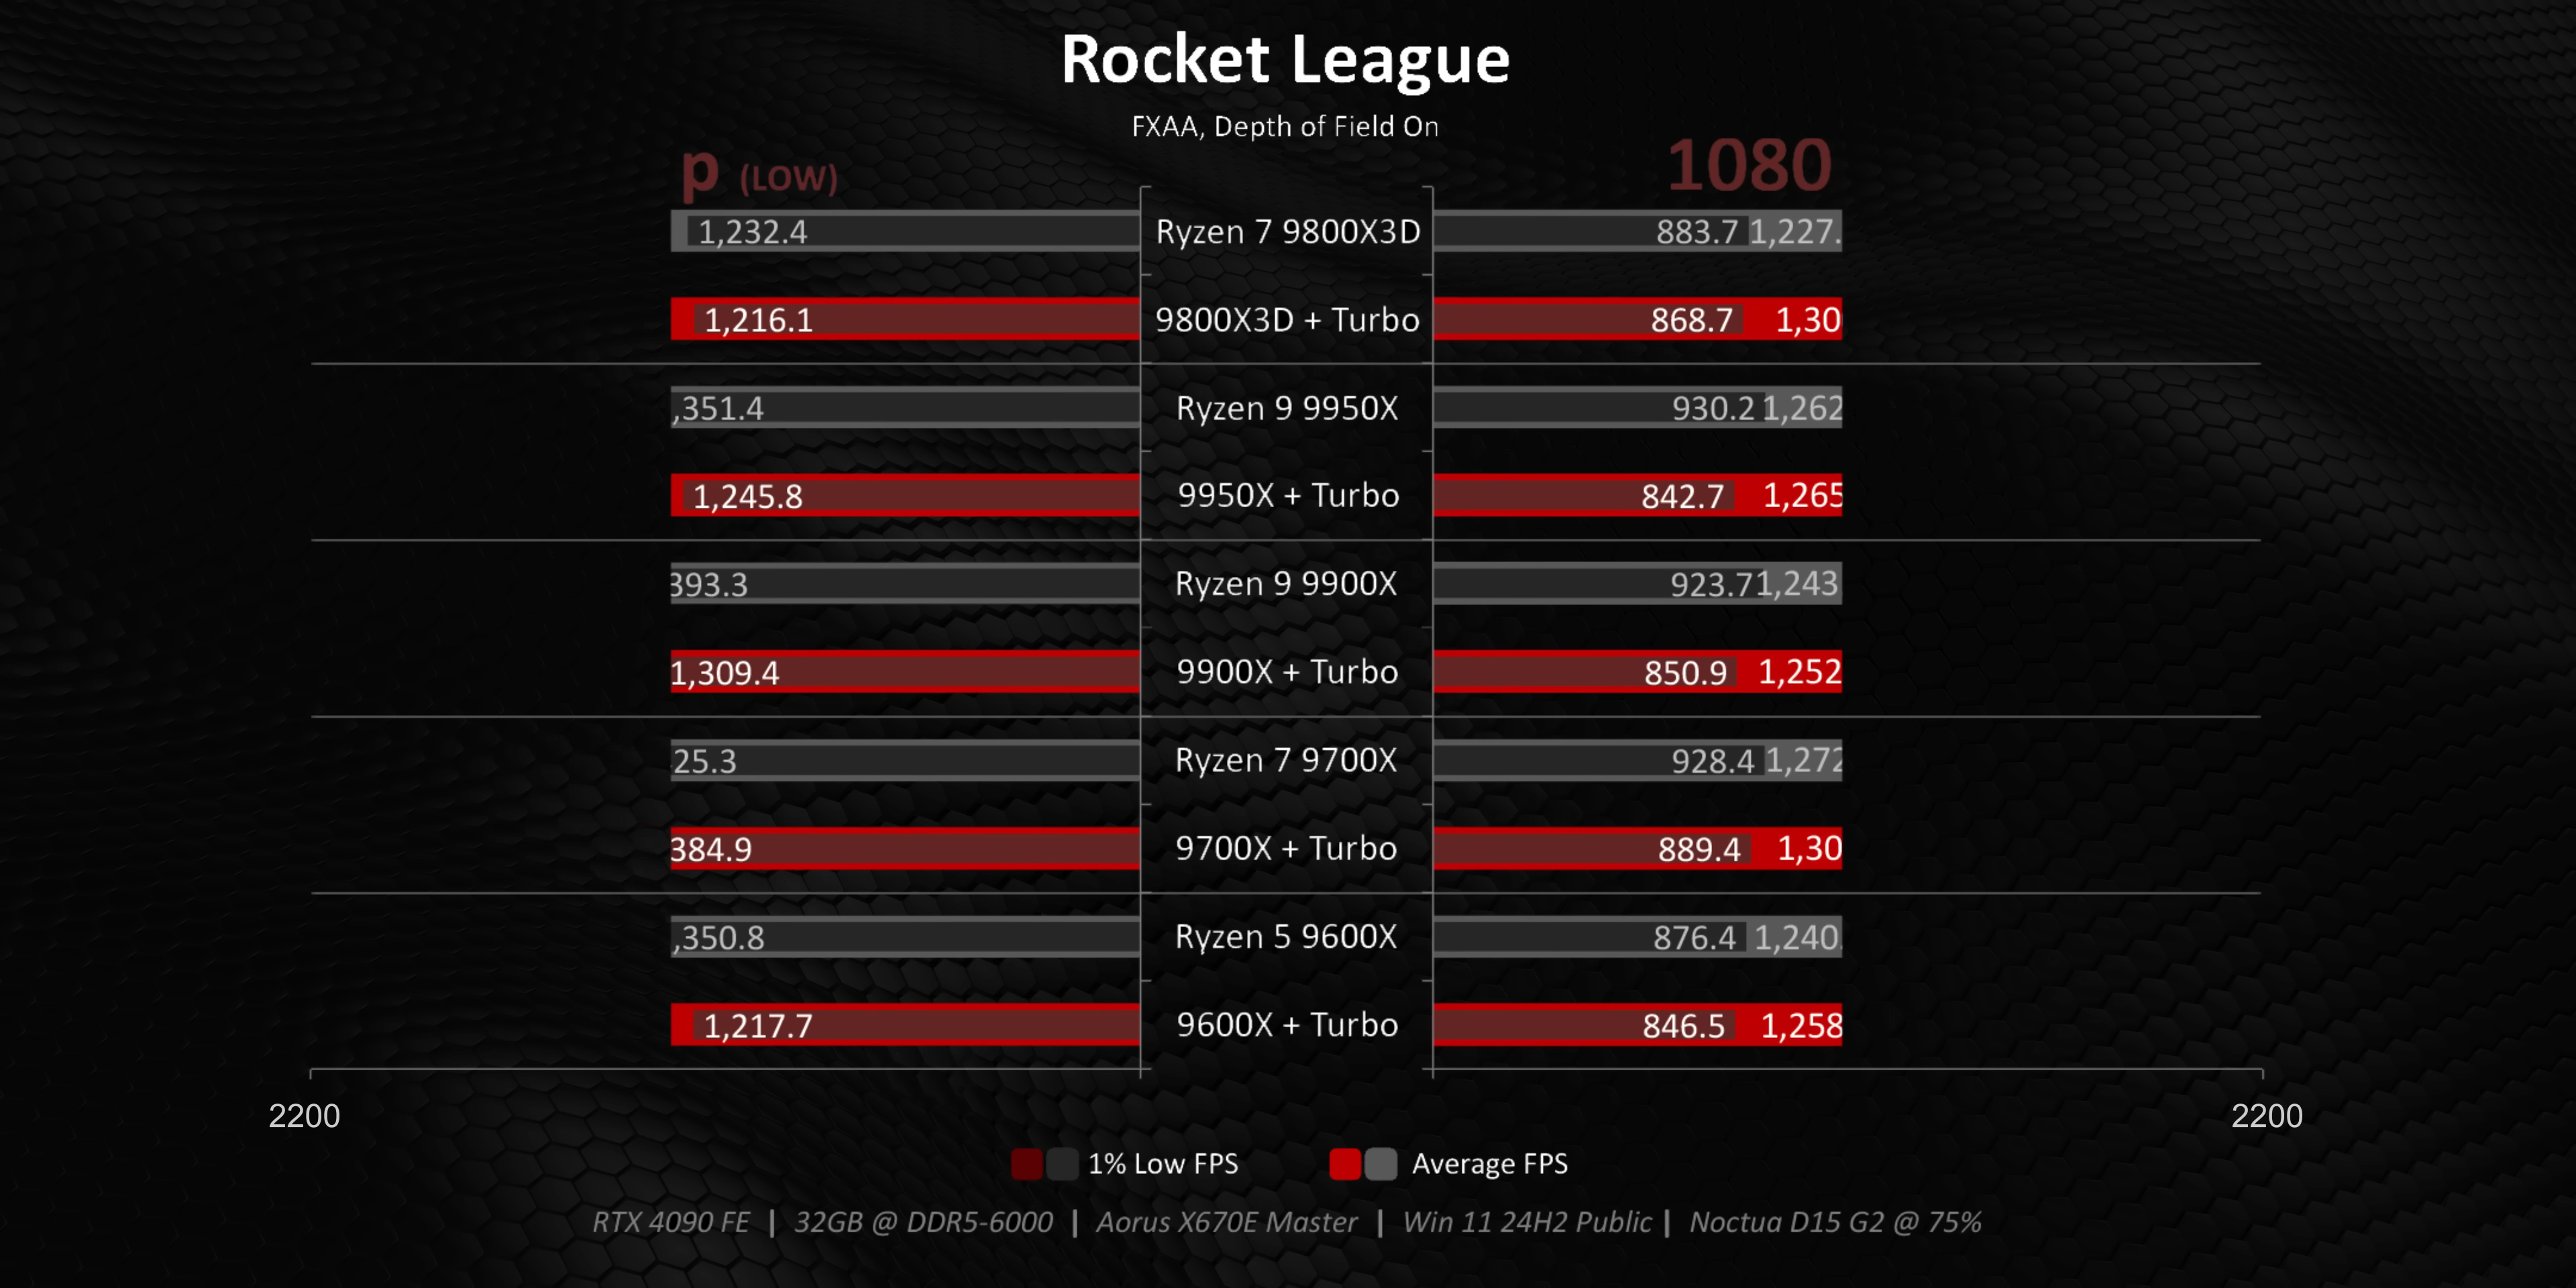 Rocket League
FXAA, Depth of Field On
p (LOW) 1080
1,232.4 Ryzen 7 9800X3D 883.7 1,227.
1,216.1 9800X3D + Turbo 868.7 1,30
,351.4 Ryzen 9 9950X 930.2 1,262
1,245.8 9950X + Turbo 842.7 1,265
393.3 Ryzen 9 9900X 923.7 1,243
1,309.4 9900X + Turbo 850.9 1,252
25.3 Ryzen 7 9700X 928.4 1,272
384.9 9700X + Turbo 889.4 1,30
,350.8 Ryzen 5 9600X 876.4 1,240.
1,217.7 9600X + Turbo 846.5 1,258
2200 2200
1% Low FPS Average FPS
RTX 4090 FE | 32GB @ DDR5-6000 | Aorus X670E Master | Win 11 24H2 Public | Noctua D15 G2 @ 75%